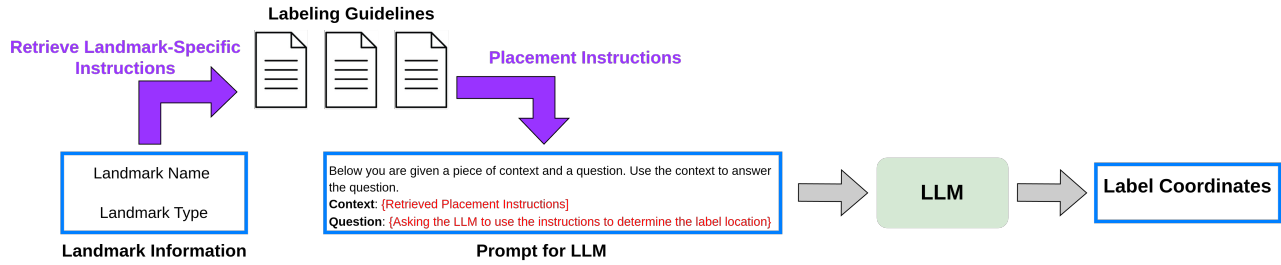 Labeling Guidelines
Retrieve Landmark-Specific
Instructions
Placement Instructions
Landmark Name
Landmark Type
Landmark Information
Below you are given a piece of context and a question. Use the context to answer
the question.
Context: {Retrieved Placement Instructions]
Question: {Asking the LLM to use the instructions to determine the label location}
Prompt for LLM
LLM
Label Coordinates